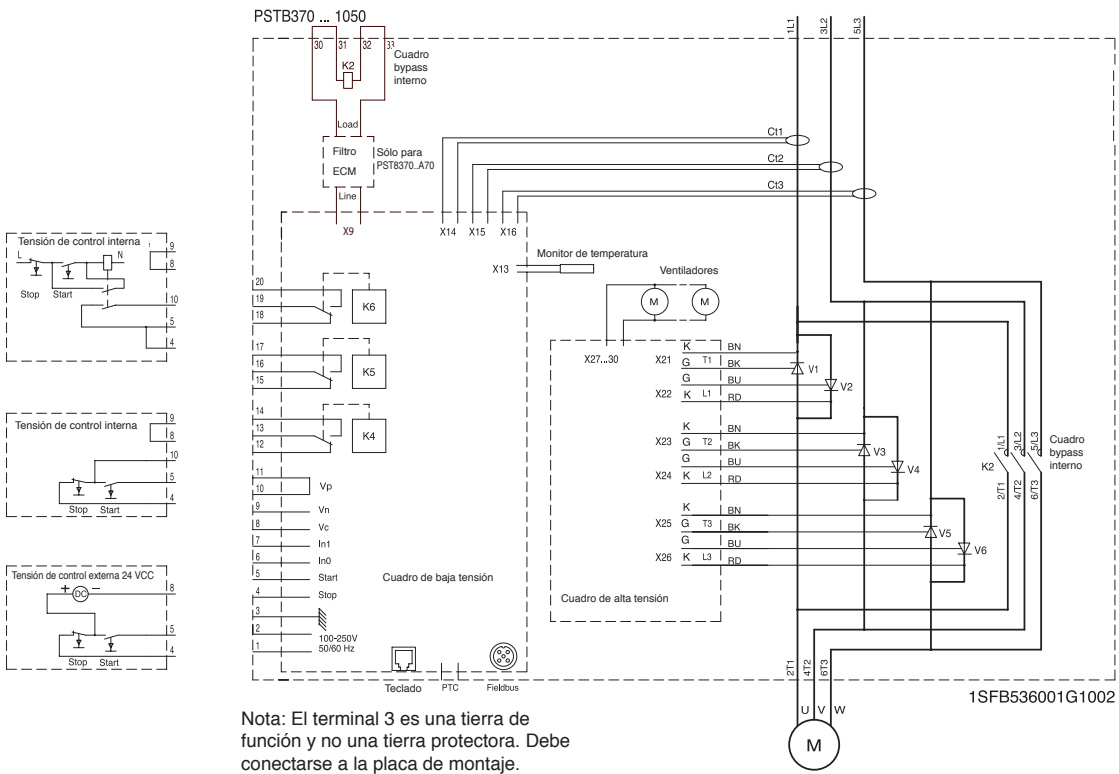 PSTB370 ... 1050
1L1
3L2
5L3
30 31 32 33
K2
Cuadro
bypass
interno
Load
Filtro
ECM
Sólo para
PST8370..A70
Line
X9
X14 X15 X16
Ct1
Ct2
Ct3
X13
Monitor de temperatura
Ventiladores
M M
X27...30
Tensión de control interna
L N
Stop Start
9
8
10
5
4
Tensión de control interna
9
8
10
5
4
Stop Start
Tensión de control externa 24 VCC
+ DC −
8
5
4
Stop Start
20
19
18
K6
17
16
15
K5
14
13
12
K4
11
10
Vp
9 Vn
8 Vc
7 In1
6 In0
5 Start
4 Stop
3
2
1
100-250V
50/60 Hz
Cuadro de baja tensión
Teclado
PTC
Fieldbus
X21
K BN
G T1 BK
G BU
X22 K L1 RD
K BN
X23 G T2 BK
G BU
X24 K L2 RD
K BN
X25 G T3 BK
G BU
X26 K L3 RD
Cuadro de alta tensión
V1
V2
V3
V4
V5
V6
1/L1
3/L2
5/L3
K2
2/T1
4/T2
6/T3
Cuadro
bypass
interno
2T1
4T2
6T3
U V W
M
1SFB536001G1002
Nota: El terminal 3 es una tierra de
función y no una tierra protectora. Debe
conectarse a la placa de montaje.